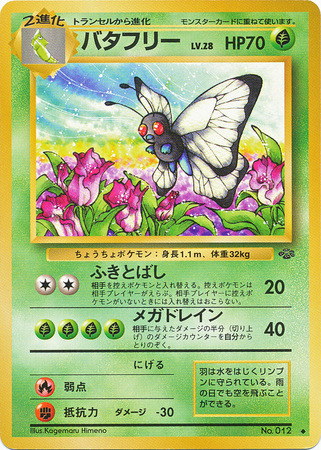 2進化 トランセルから進化 モンスターカードに重ねて使います。
バタフリー LV.28 HP70
ちょうちょポケモン：身長1.1m、体重32kg
ふきとばし 20
相手を控えポケモンと入れ替える。控えポケモンは
相手プレイヤーがえらぶ。相手プレイヤーに控えポケ
モンがいないときには入れ替えはおこらない。
メガドレイン 40
相手に与えたダメージの半分（切り上
げ）のダメージカウンターを自分から
とりのぞく。
にげる
弱点
抵抗力 ダメージ -30
羽は水をはじくリンプ
ンに守られている。雨
の日でも空を飛ぶこと
ができる。
Illus.Kagemaru Himeno
No.012